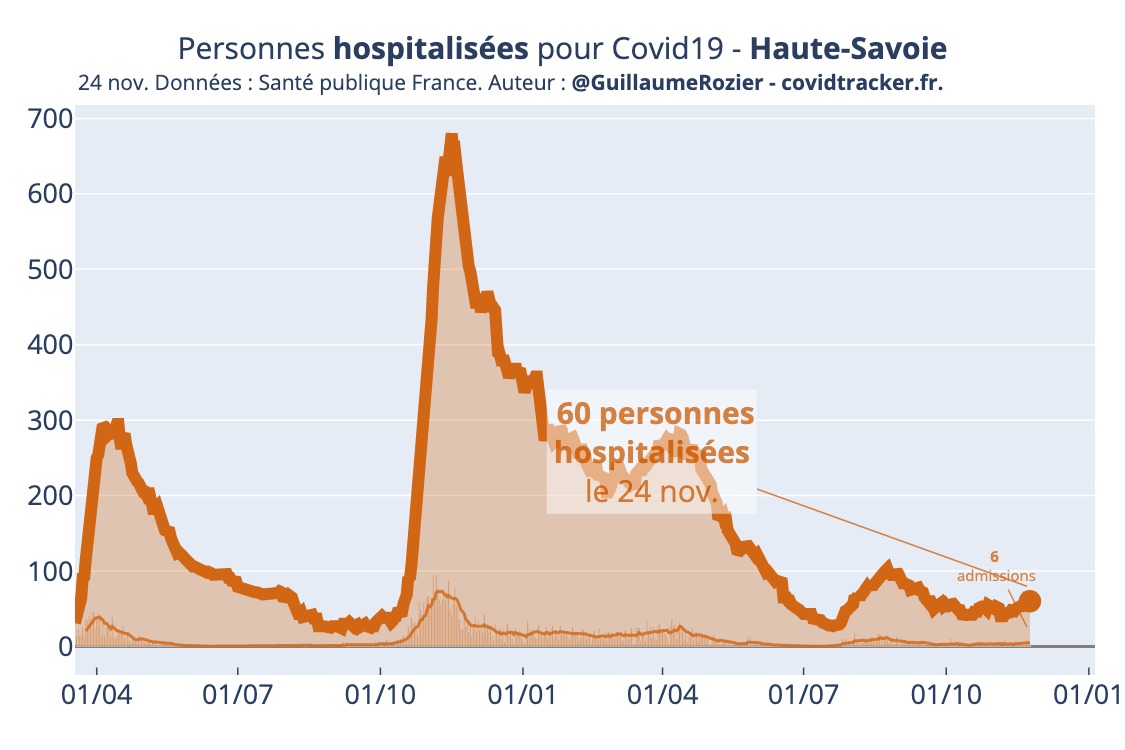 Personnes hospitalisées pour Covid19 - Haute-Savoie
24 nov. Données : Santé publique France. Auteur : @GuillaumeRozier - covidtracker.fr.
700
600
500
400
300
200
100
0
60 personnes
hospitalisées
le 24 nov.
6
admissions
01/04 01/07 01/10 01/01 01/04 01/07 01/10 01/01